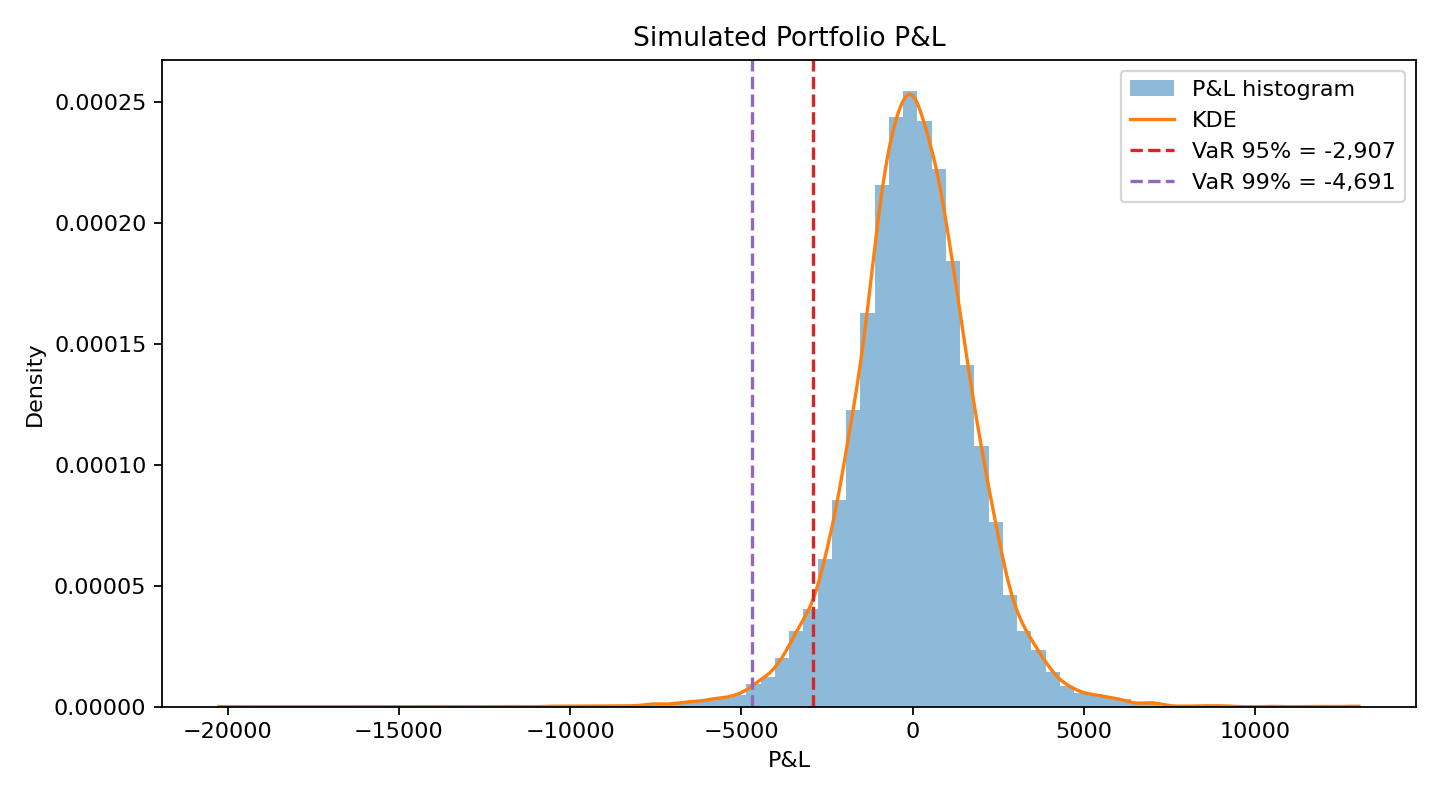 Simulated Portfolio P&L
P&L histogram
KDE
VaR 95% = -2,907
VaR 99% = -4,691
Density
0.00025
0.00020
0.00015
0.00010
0.00005
0.00000
−20000 −15000 −10000 −5000 0 5000 10000
P&L